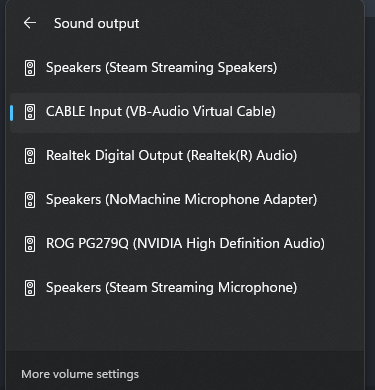 Sound output
Speakers (Steam Streaming Speakers)
CABLE Input (VB-Audio Virtual Cable)
Realtek Digital Output (Realtek(R) Audio)
Speakers (NoMachine Microphone Adapter)
ROG PG279Q (NVIDIA High Definition Audio)
Speakers (Steam Streaming Microphone)
More volume settings